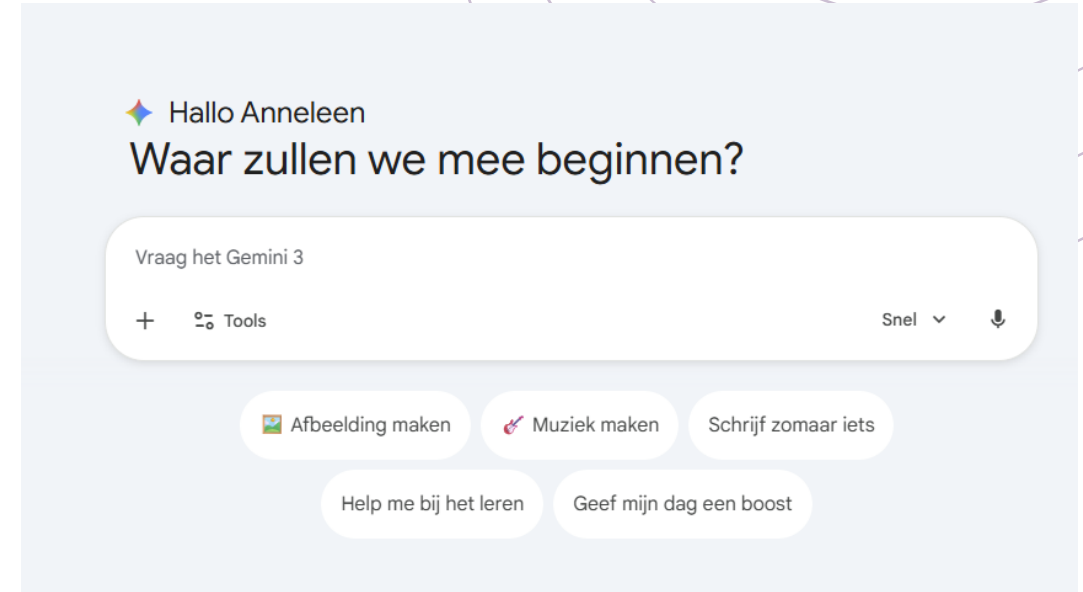 Hallo Anneleen
Waar zullen we mee beginnen?
Vraag het Gemini 3
Tools
Snel
Afbeelding maken
Muziek maken
Schrijf zomaar iets
Help me bij het leren
Geef mijn dag een boost